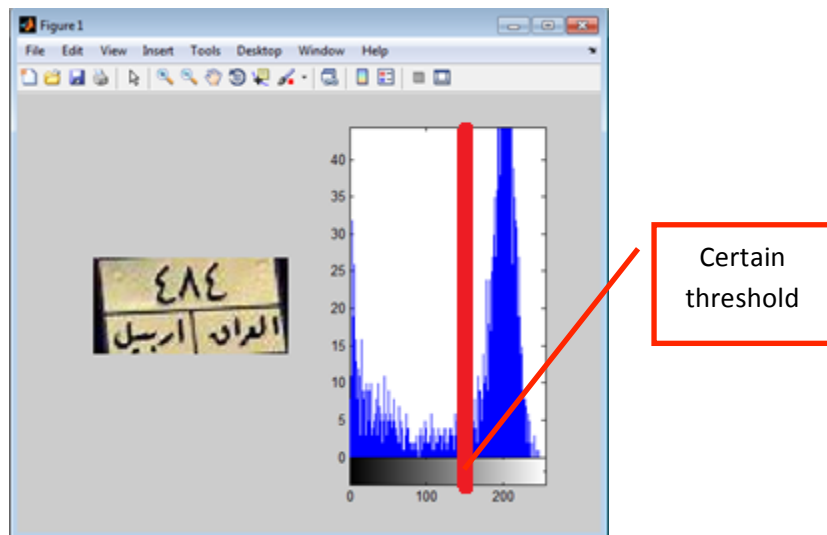 Figure 1
File Edit View Insert Tools Desktop Window Help
40
35
30
25
20
15
10
5
0
0 100 200
٤٨٤
العراق اربيل
Certain
threshold